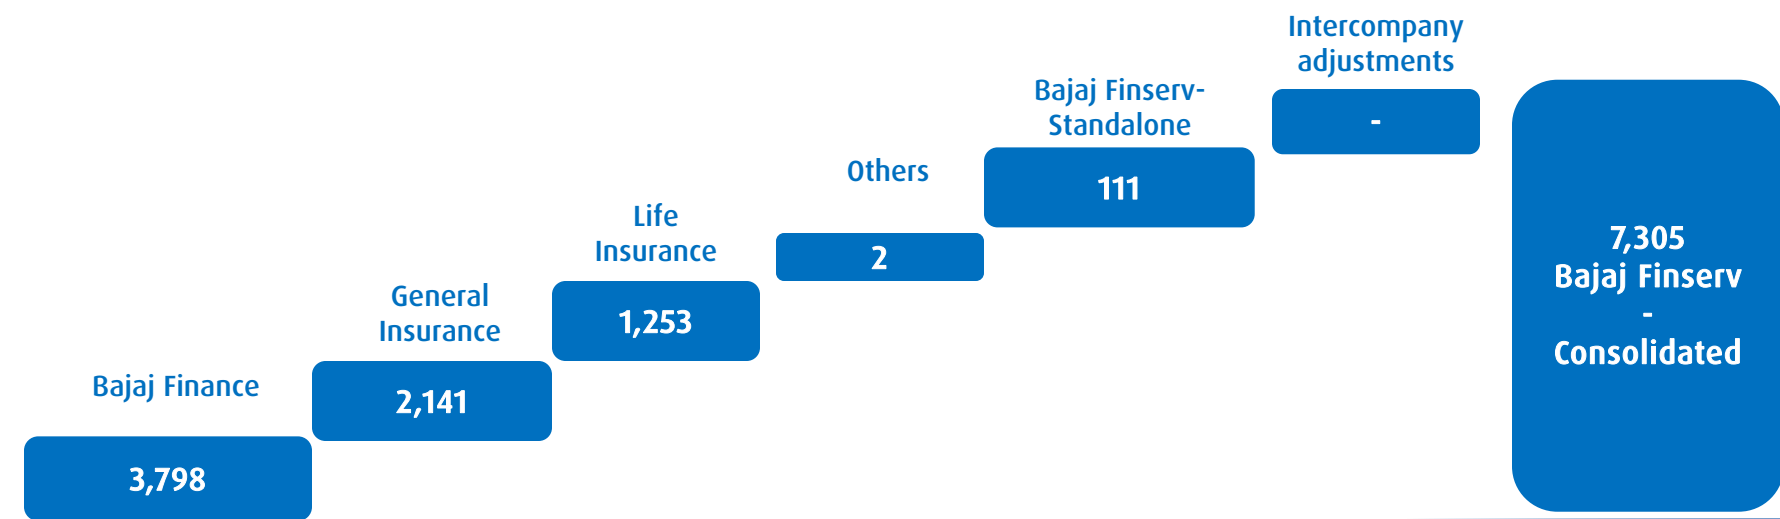 Bajaj Finance
3,798
General
Insurance
2,141
Life
Insurance
1,253
Others
2
Bajaj Finserv-
Standalone
111
Intercompany
adjustments
-
7,305
Bajaj Finserv
-
Consolidated